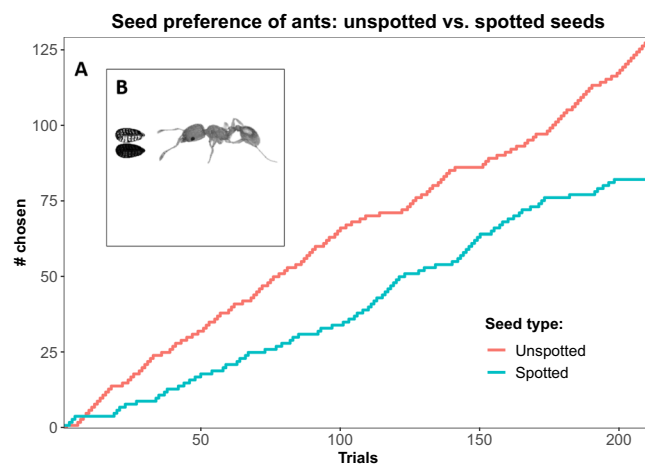 Seed preference of ants: unspotted vs. spotted seeds
A
B
125
100
75
50
25
0
# chosen
Seed type:
Unspotted
Spotted
50
100
150
200
Trials